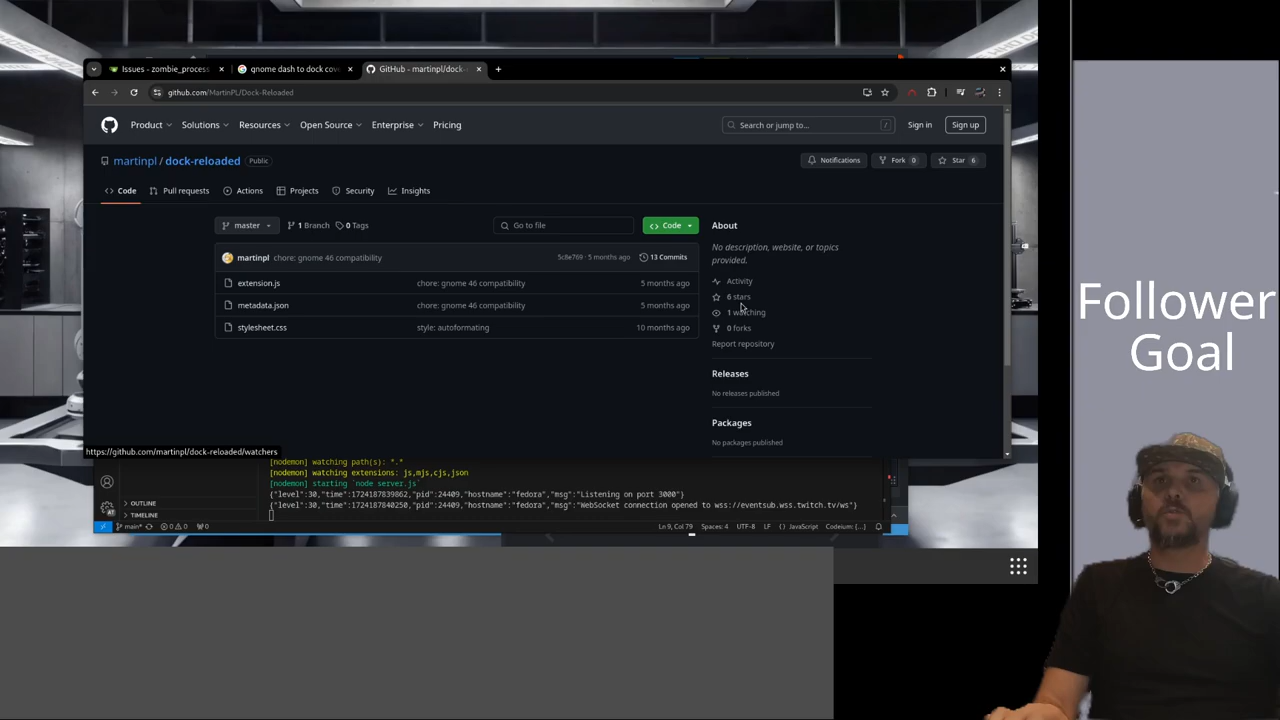 Issues - zombie_process
qnome dash to dock cov
GitHub - martinpl/dock-
github.com/MartinPL/Dock-Reloaded
Product Solutions Resources Open Source Enterprise Pricing
Search or jump to... /
Sign in
Sign up
martinpl / dock-reloaded Public
Notifications Fork 0 Star 6
Code Pull requests Actions Projects Security Insights
master 1 Branch 0 Tags Go to file Code
martinpl chore: gnome 46 compatibility 5c8e769 · 5 months ago 13 Commits
extension.js chore: gnome 46 compatibility 5 months ago
metadata.json chore: gnome 46 compatibility 5 months ago
stylesheet.css style: autoformating 10 months ago
About
No description, website, or topics
provided.
Activity
6 stars
1 watching
0 forks
Report repository
Releases
No releases published
Packages
No packages published
https://github.com/martinpl/dock-reloaded/watchers
[nodemon] watching path(s): *.*
[nodemon] watching extensions: js,mjs,cjs,json
[nodemon] starting `node server.js`
{"level":30,"time":1724187839862,"pid":24409,"hostname":"fedora","msg":"Listening on port 3000"}
{"level":30,"time":1724187840250,"pid":24409,"hostname":"fedora","msg":"WebSocket connection opened to wss://eventsub.wss.twitch.tv/ws"}
OUTLINE
TIMELINE
main* 0 0 0 Ln 9, Col 79 Spaces: 4 UTF-8 LF JavaScript Codeium: {...}
Follower
Goal